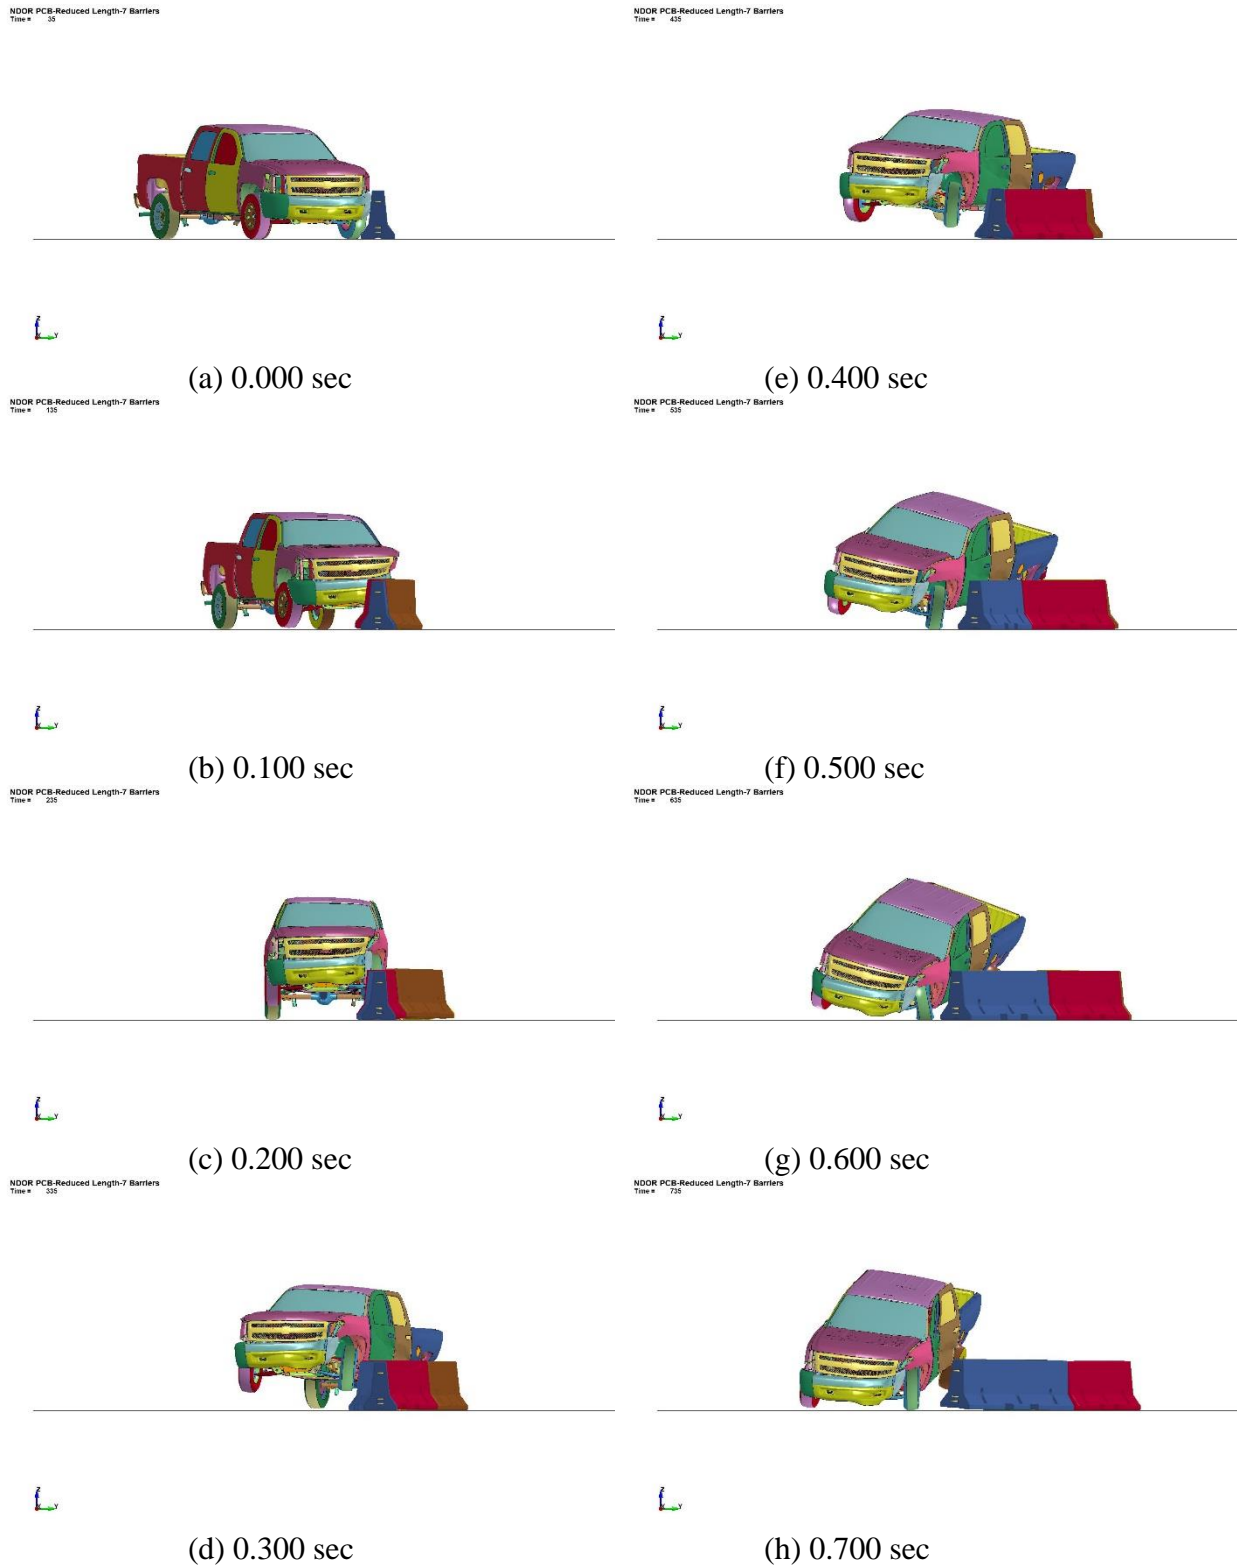 NDOR PCB-Reduced Length-7 Barriers
Time = 35
Z
X Y
(a) 0.000 sec
NDOR PCB-Reduced Length-7 Barriers
Time = 135
Z
X Y
(b) 0.100 sec
NDOR PCB-Reduced Length-7 Barriers
Time = 235
Z
X Y
(c) 0.200 sec
NDOR PCB-Reduced Length-7 Barriers
Time = 335
Z
X Y
(d) 0.300 sec
NDOR PCB-Reduced Length-7 Barriers
Time = 435
Z
X Y
(e) 0.400 sec
NDOR PCB-Reduced Length-7 Barriers
Time = 535
Z
X Y
(f) 0.500 sec
NDOR PCB-Reduced Length-7 Barriers
Time = 635
Z
X Y
(g) 0.600 sec
NDOR PCB-Reduced Length-7 Barriers
Time = 735
Z
X Y
(h) 0.700 sec